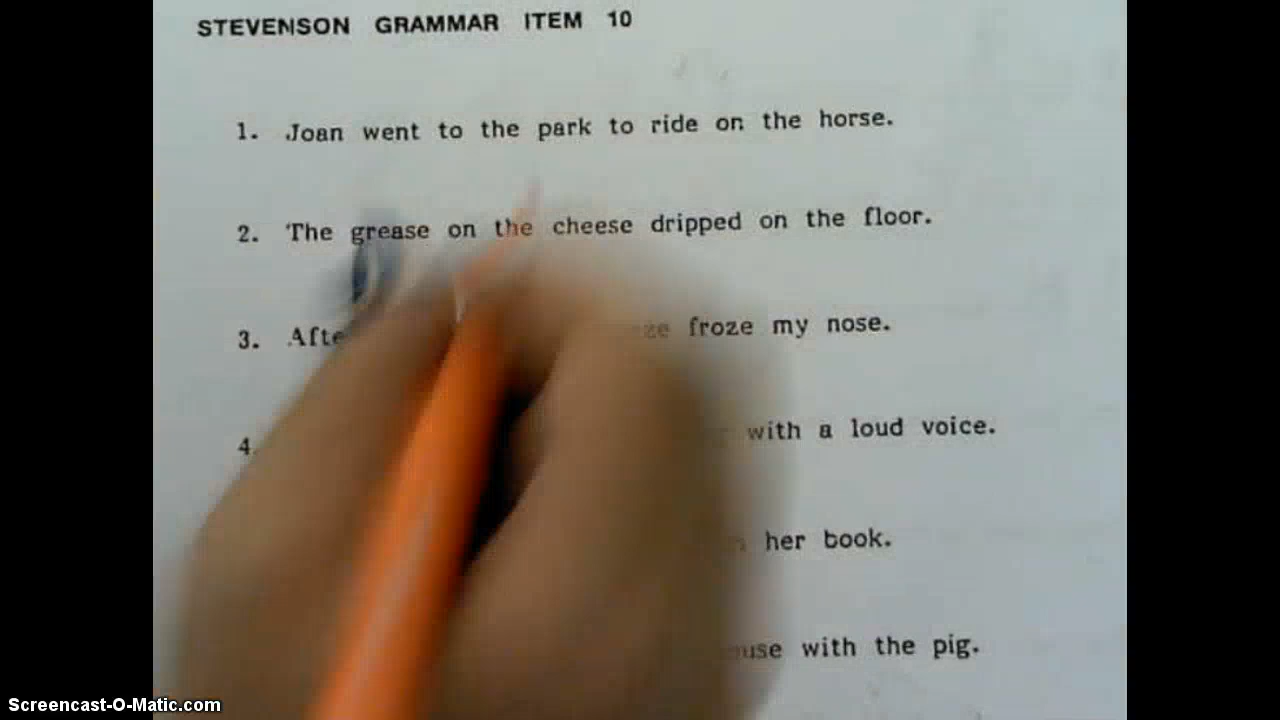 STEVENSON GRAMMAR ITEM 10
1. Joan went to the park to ride on the horse.
2. The grease on the cheese dripped on the floor.
3. froze my nose.
4. with a loud voice.
her book.
with the pig.
Screencast-O-Matic.com